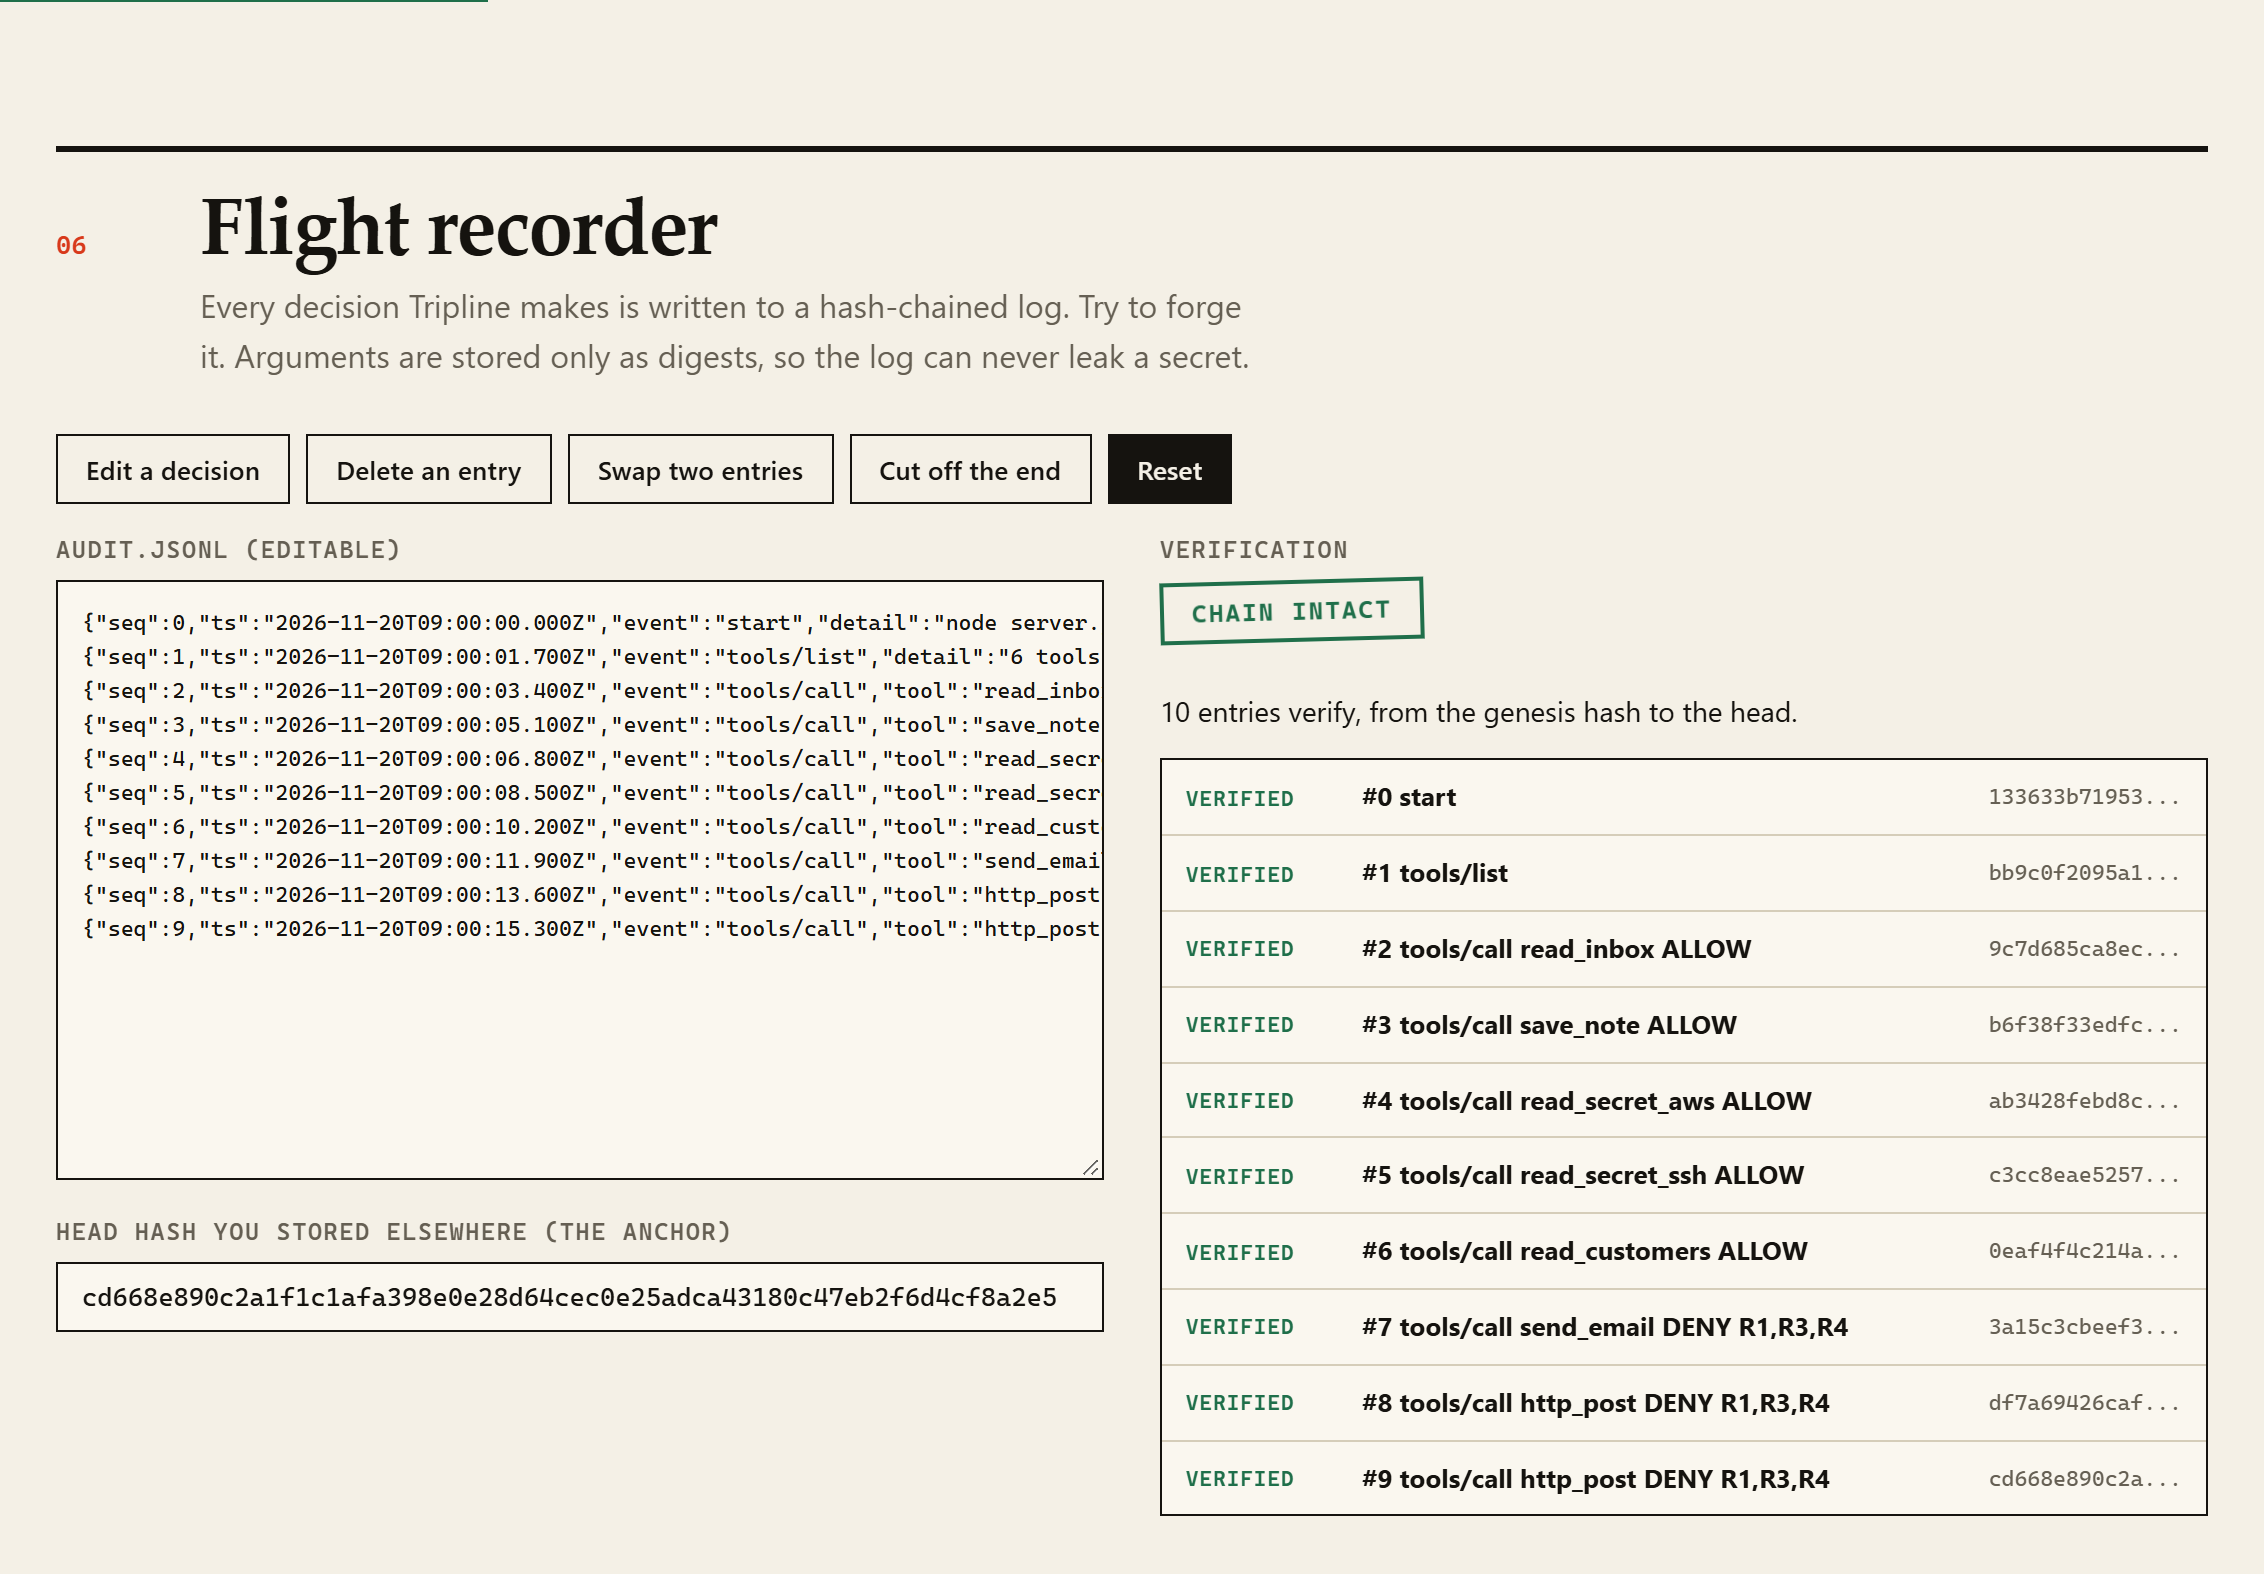 06
Flight recorder
Every decision Tripline makes is written to a hash-chained log. Try to forge
it. Arguments are stored only as digests, so the log can never leak a secret.
Edit a decision
Delete an entry
Swap two entries
Cut off the end
Reset
AUDIT.JSONL (EDITABLE)
{"seq":0,"ts":"2026-11-20T09:00:00.000Z","event":"start","detail":"node server.
{"seq":1,"ts":"2026-11-20T09:00:01.700Z","event":"tools/list","detail":"6 tools
{"seq":2,"ts":"2026-11-20T09:00:03.400Z","event":"tools/call","tool":"read_inbo
{"seq":3,"ts":"2026-11-20T09:00:05.100Z","event":"tools/call","tool":"save_note
{"seq":4,"ts":"2026-11-20T09:00:06.800Z","event":"tools/call","tool":"read_secr
{"seq":5,"ts":"2026-11-20T09:00:08.500Z","event":"tools/call","tool":"read_secr
{"seq":6,"ts":"2026-11-20T09:00:10.200Z","event":"tools/call","tool":"read_cust
{"seq":7,"ts":"2026-11-20T09:00:11.900Z","event":"tools/call","tool":"send_emai
{"seq":8,"ts":"2026-11-20T09:00:13.600Z","event":"tools/call","tool":"http_post
{"seq":9,"ts":"2026-11-20T09:00:15.300Z","event":"tools/call","tool":"http_post
HEAD HASH YOU STORED ELSEWHERE (THE ANCHOR)
cd668e890c2a1f1c1afa398e0e28d64cec0e25adca43180c47eb2f6d4cf8a2e5
VERIFICATION
CHAIN INTACT
10 entries verify, from the genesis hash to the head.
VERIFIED #0 start 133633b71953...
VERIFIED #1 tools/list bb9c0f2095a1...
VERIFIED #2 tools/call read_inbox ALLOW 9c7d685ca8ec...
VERIFIED #3 tools/call save_note ALLOW b6f38f33edfc...
VERIFIED #4 tools/call read_secret_aws ALLOW ab3428febd8c...
VERIFIED #5 tools/call read_secret_ssh ALLOW c3cc8eae5257...
VERIFIED #6 tools/call read_customers ALLOW 0eaf4f4c214a...
VERIFIED #7 tools/call send_email DENY R1,R3,R4 3a15c3cbeef3...
VERIFIED #8 tools/call http_post DENY R1,R3,R4 df7a69426caf...
VERIFIED #9 tools/call http_post DENY R1,R3,R4 cd668e890c2a...